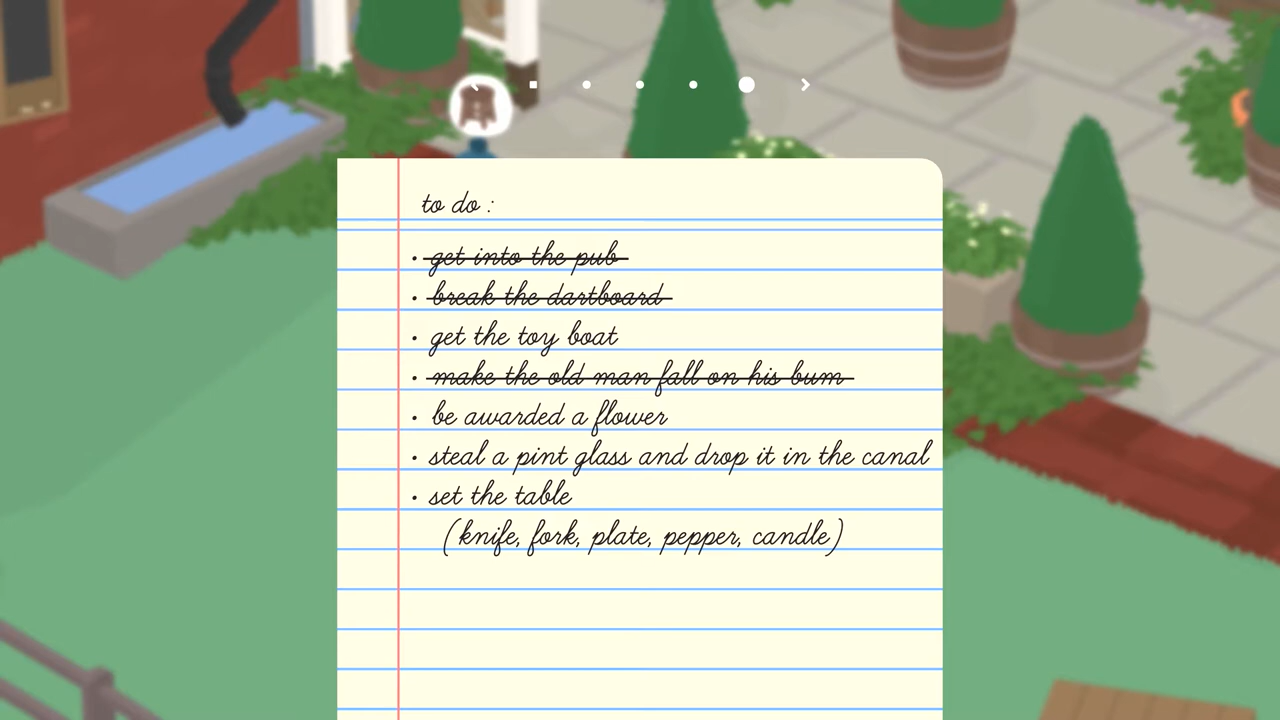 to do :
• get into the pub
• break the dartboard
• get the toy boat
• make the old man fall on his bum
• be awarded a flower
• steal a pint glass and drop it in the canal
• set the table
(knife, fork, plate, pepper, candle)